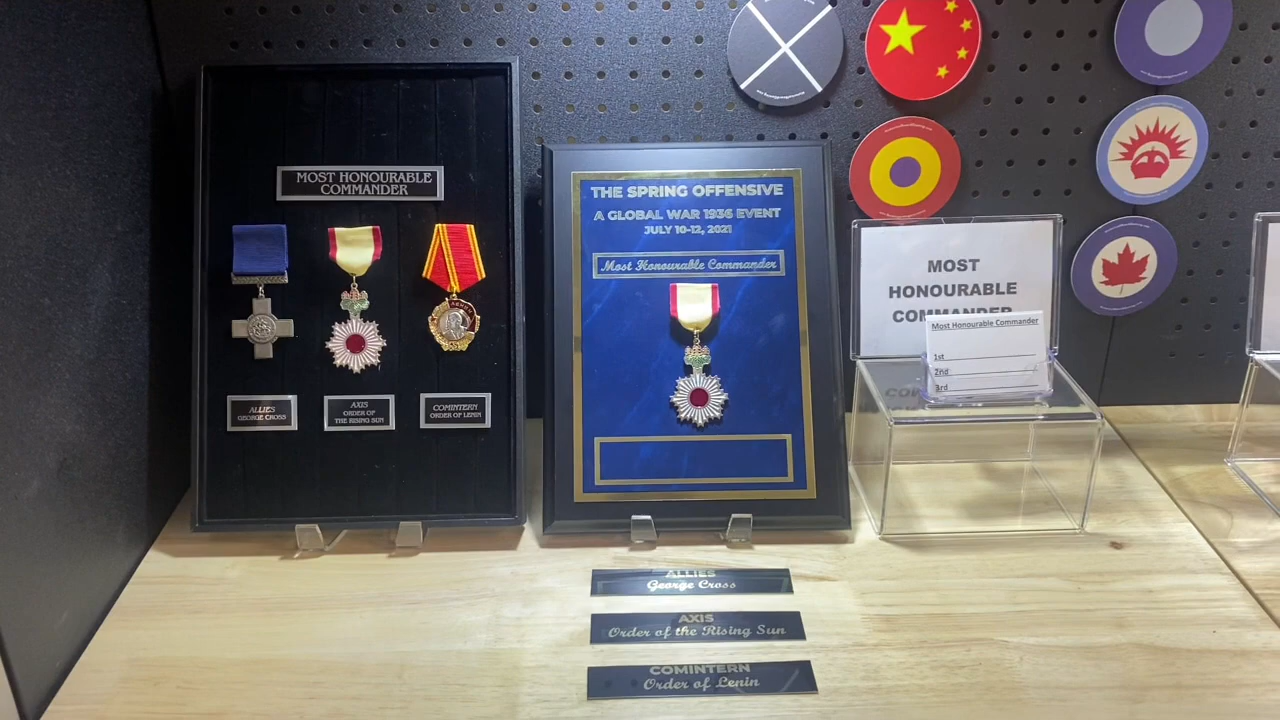 MOST HONOURABLE
COMMANDER
ALLIES
GEORGE CROSS
AXIS
ORDER OF
THE RISING SUN
COMINTERN
ORDER OF LENIN
THE SPRING OFFENSIVE
A GLOBAL WAR 1936 EVENT
JULY 10-12, 2021
Most Honourable Commander
MOST
HONOURABLE
COMMANDER
Most Honourable Commander
1st
2nd
3rd
ALLIES
George Cross
AXIS
Order of the Rising Sun
COMINTERN
Order of Lenin